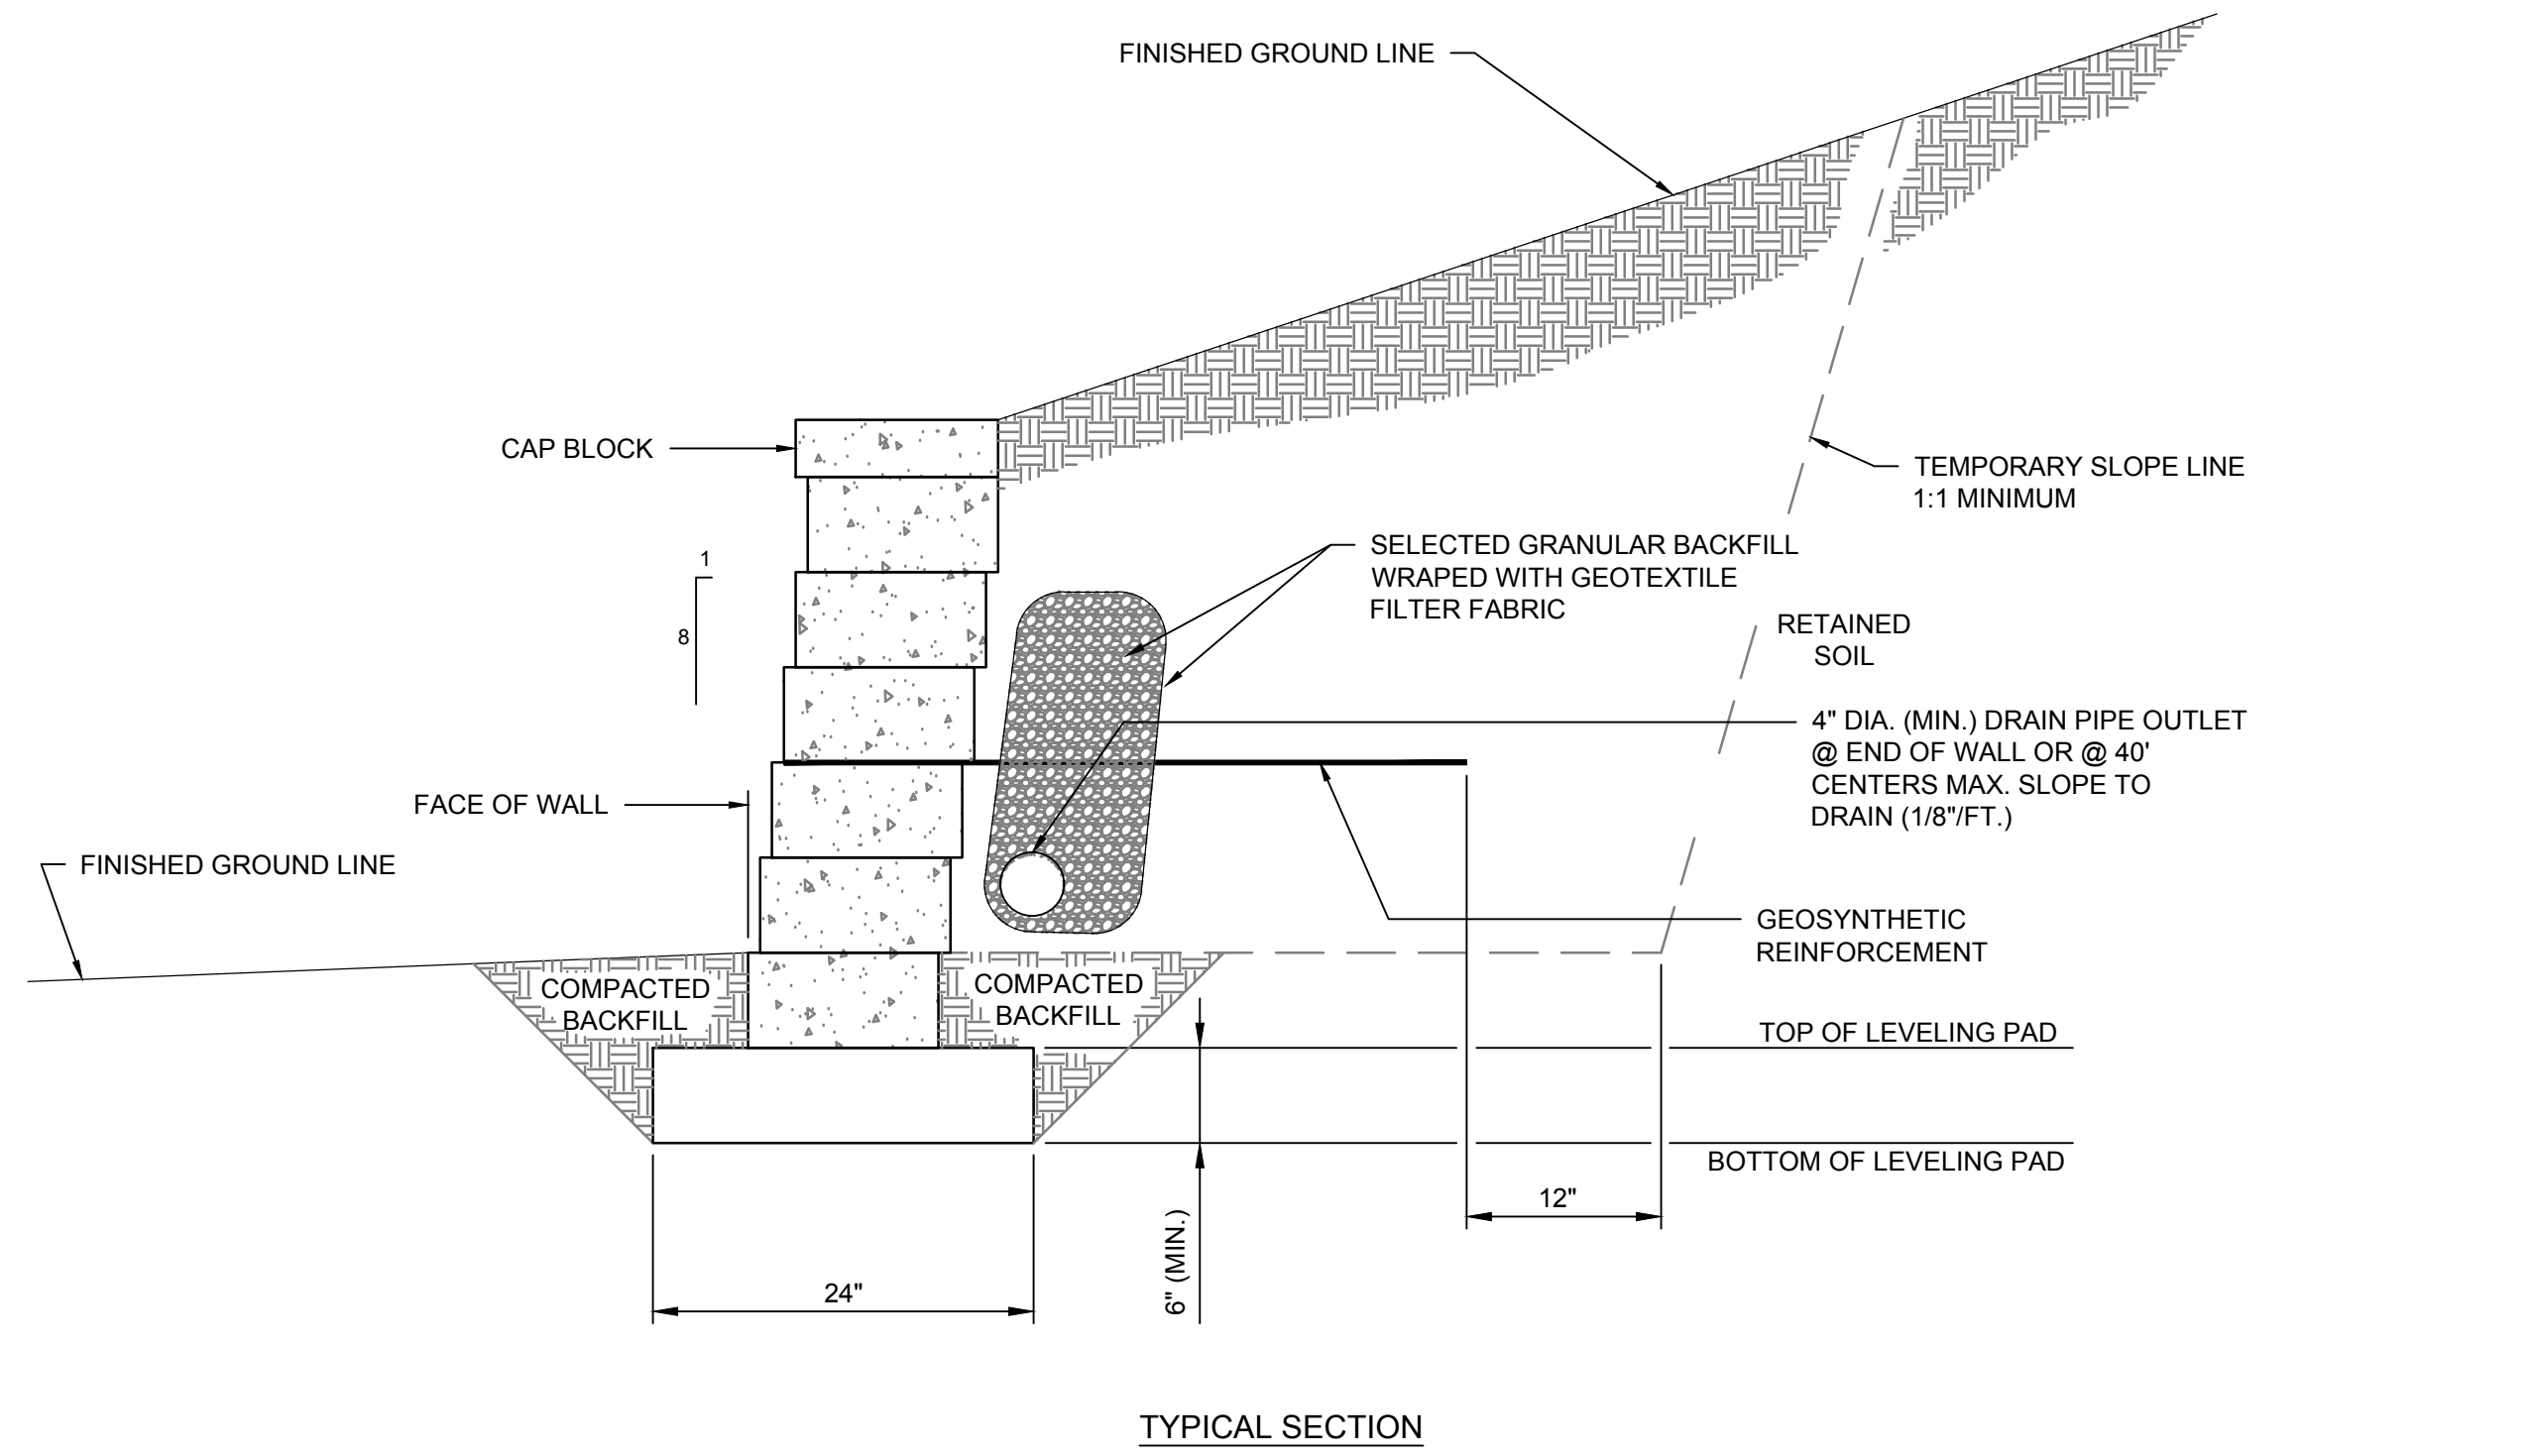 FINISHED GROUND LINE
CAP BLOCK
TEMPORARY SLOPE LINE
1:1 MINIMUM
1
8
SELECTED GRANULAR BACKFILL
WRAPED WITH GEOTEXTILE
FILTER FABRIC
RETAINED
SOIL
4" DIA. (MIN.) DRAIN PIPE OUTLET
@ END OF WALL OR @ 40'
CENTERS MAX. SLOPE TO
DRAIN (1/8"/FT.)
FACE OF WALL
FINISHED GROUND LINE
GEOSYNTHETIC
REINFORCEMENT
COMPACTED
BACKFILL
COMPACTED
BACKFILL
TOP OF LEVELING PAD
BOTTOM OF LEVELING PAD
12"
6" (MIN.)
24"
TYPICAL SECTION